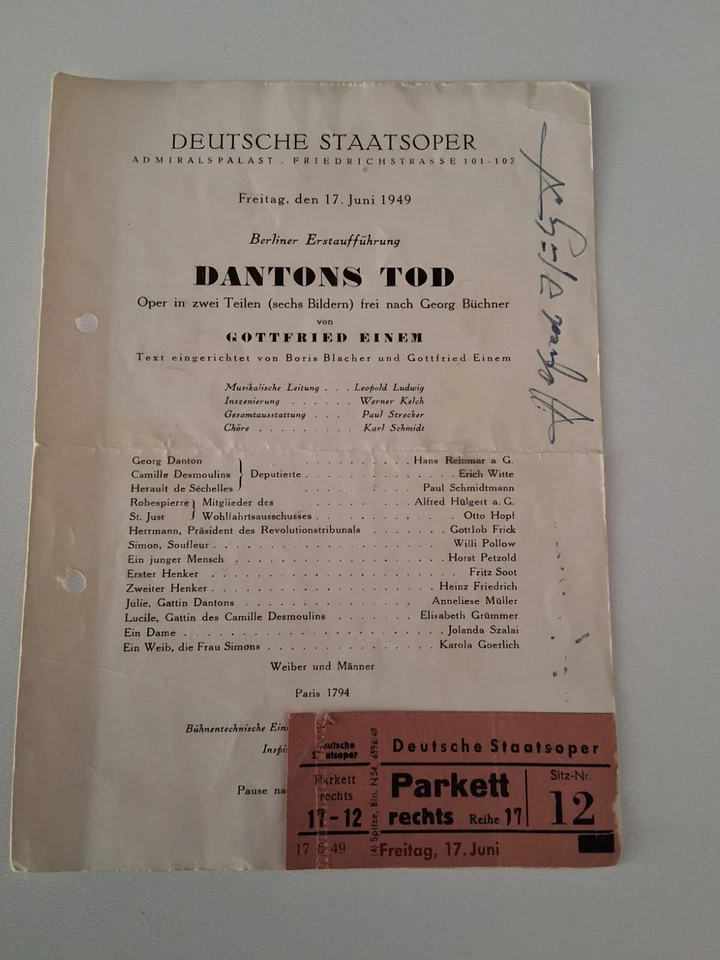 DEUTSCHE STAATSOPER
ADMIRALSPALAST . FRIEDRICHSTRASSE 101-102
Freitag, den 17. Juni 1949
Berliner Erstaufführung
DANTONS TOD
Oper in zwei Teilen (sechs Bildern) frei nach Georg Büchner
von
GOTTFRIED EINEM
Text eingerichtet von Boris Blacher und Gottfried Einem
Musikalische Leitung . . . Leopold Ludwig
Inszenierung . . . . . . Werner Kelch
Gesamtausstattung . . . Paul Strecker
Chöre . . . . . . . . . Karl Schmidt
Georg Danton . . . . . . . . . . Hans Reinmar a. G.
Camille Desmoulins } Deputierte . . . . . . . . . . . . . . Erich Witte
Herault de Séchelles . . . . . . . . . . Paul Schmidtmann
Robespierre } Mitglieder des . . . . . . . . . . Alfred Hülgert a. G.
St. Just Wohlfahrtsausschusses . . . . . . . . . . Otto Hopf
Herrmann, Präsident des Revolutionstribunals . . . . . . . Gottlob Frick
Simon, Soufleur . . . . . . . . . . . . . . . . . . . . . Willi Pollow
Ein junger Mensch . . . . . . . . . . . . . . . . . . . . Horst Petzold
Erster Henker . . . . . . . . . . . . . . . . . . . . Fritz Soot
Zweiter Henker . . . . . . . . . . . . . . . . . . . . Heinz Friedrich
Julie, Gattin Dantons . . . . . . . . . . . . . . . Anneliese Müller
Lucile, Gattin des Camille Desmoulins . . . . . . . . . Elisabeth Grümmer
Ein Dame . . . . . . . . . . . . . . . . . . . . . . Jolanda Szalai
Ein Weib, die Frau Simons . . . . . . . . . . . . . . Karola Goerlich
Weiber und Männer
Paris 1794
Bühnentechnische
Pause
Deutsche
Staatsoper
Parkett
rechts
17-12
17 6 49
Deutsche Staatsoper
Parkett
rechts Reihe 17
Sitz-Nr.
12
Freitag, 17. Juni